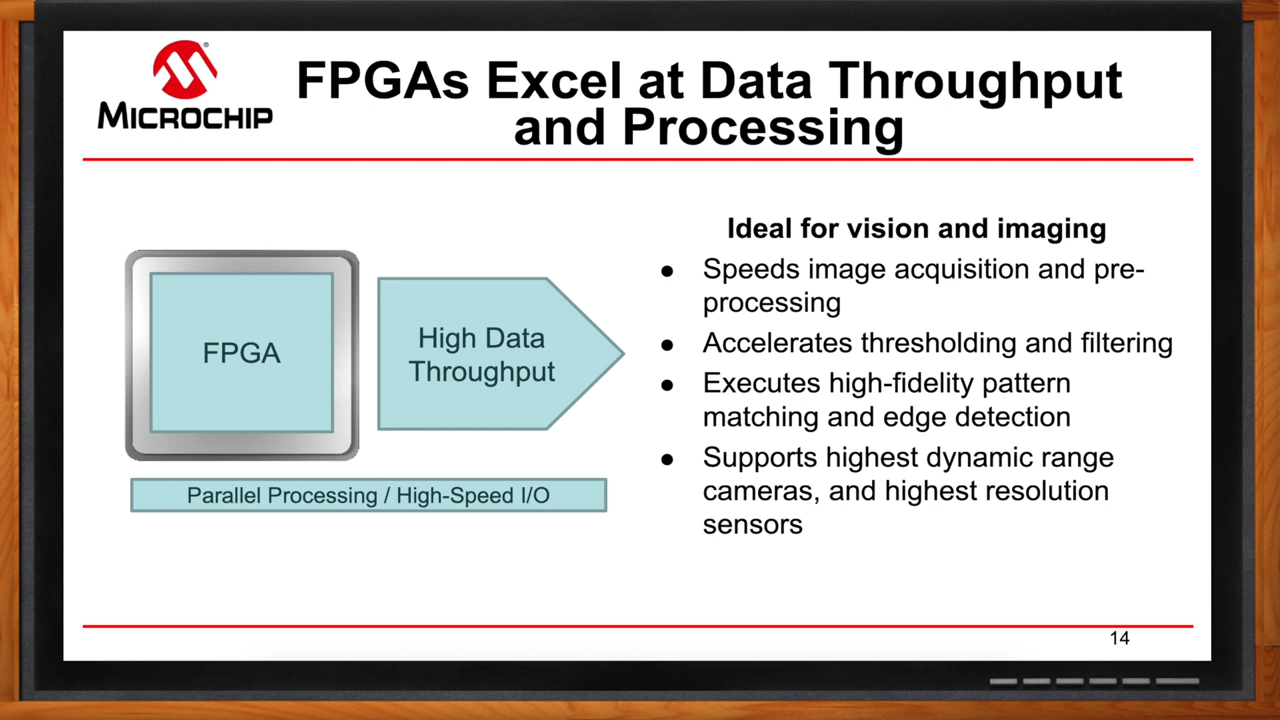 MICROCHIP
FPGAs Excel at Data Throughput
and Processing
FPGA
High Data
Throughput
Parallel Processing / High-Speed I/O
Ideal for vision and imaging
● Speeds image acquisition and pre-
processing
● Accelerates thresholding and filtering
● Executes high-fidelity pattern
matching and edge detection
● Supports highest dynamic range
cameras, and highest resolution
sensors
14